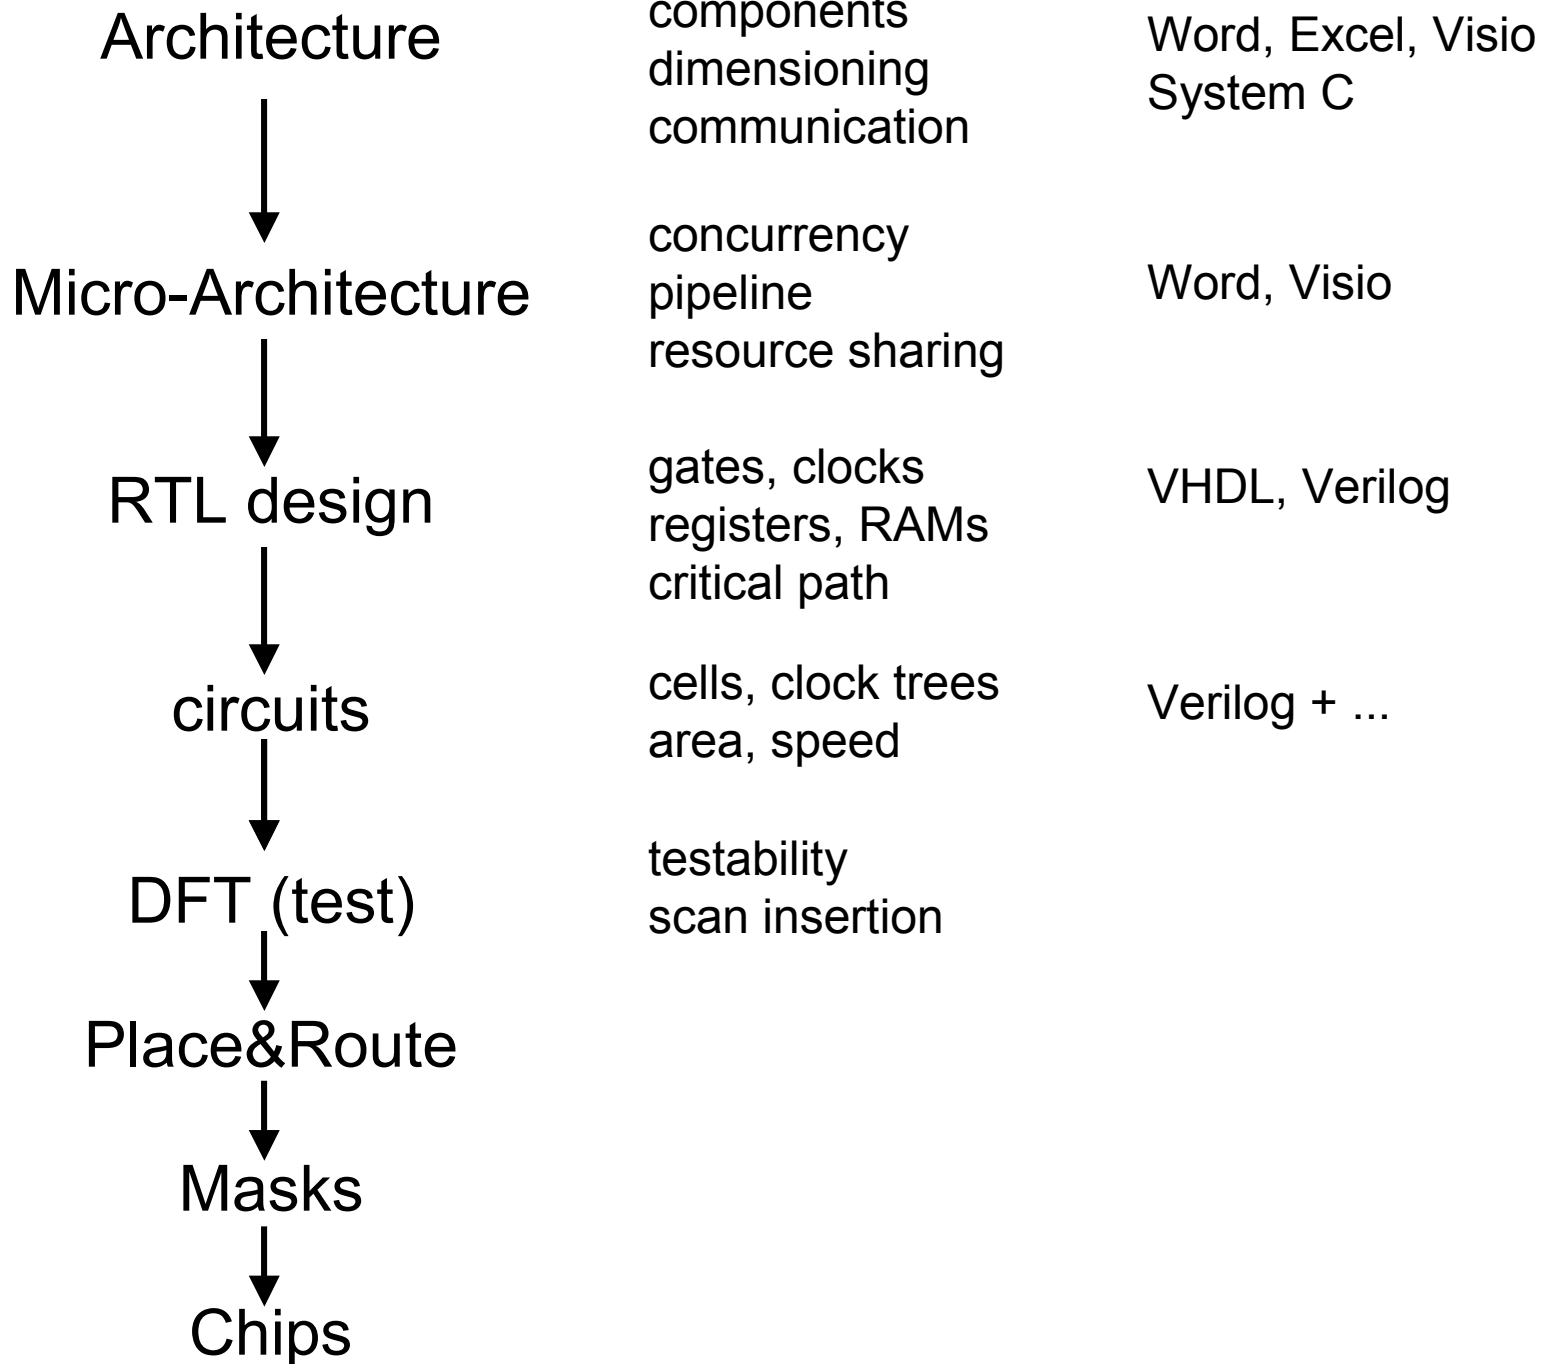 Architecture
components
dimensioning
communication
Word, Excel, Visio
System C
Micro-Architecture
concurrency
pipeline
resource sharing
Word, Visio
RTL design
gates, clocks
registers, RAMs
critical path
VHDL, Verilog
circuits
cells, clock trees
area, speed
Verilog + ...
DFT (test)
testability
scan insertion
Place&Route
Masks
Chips